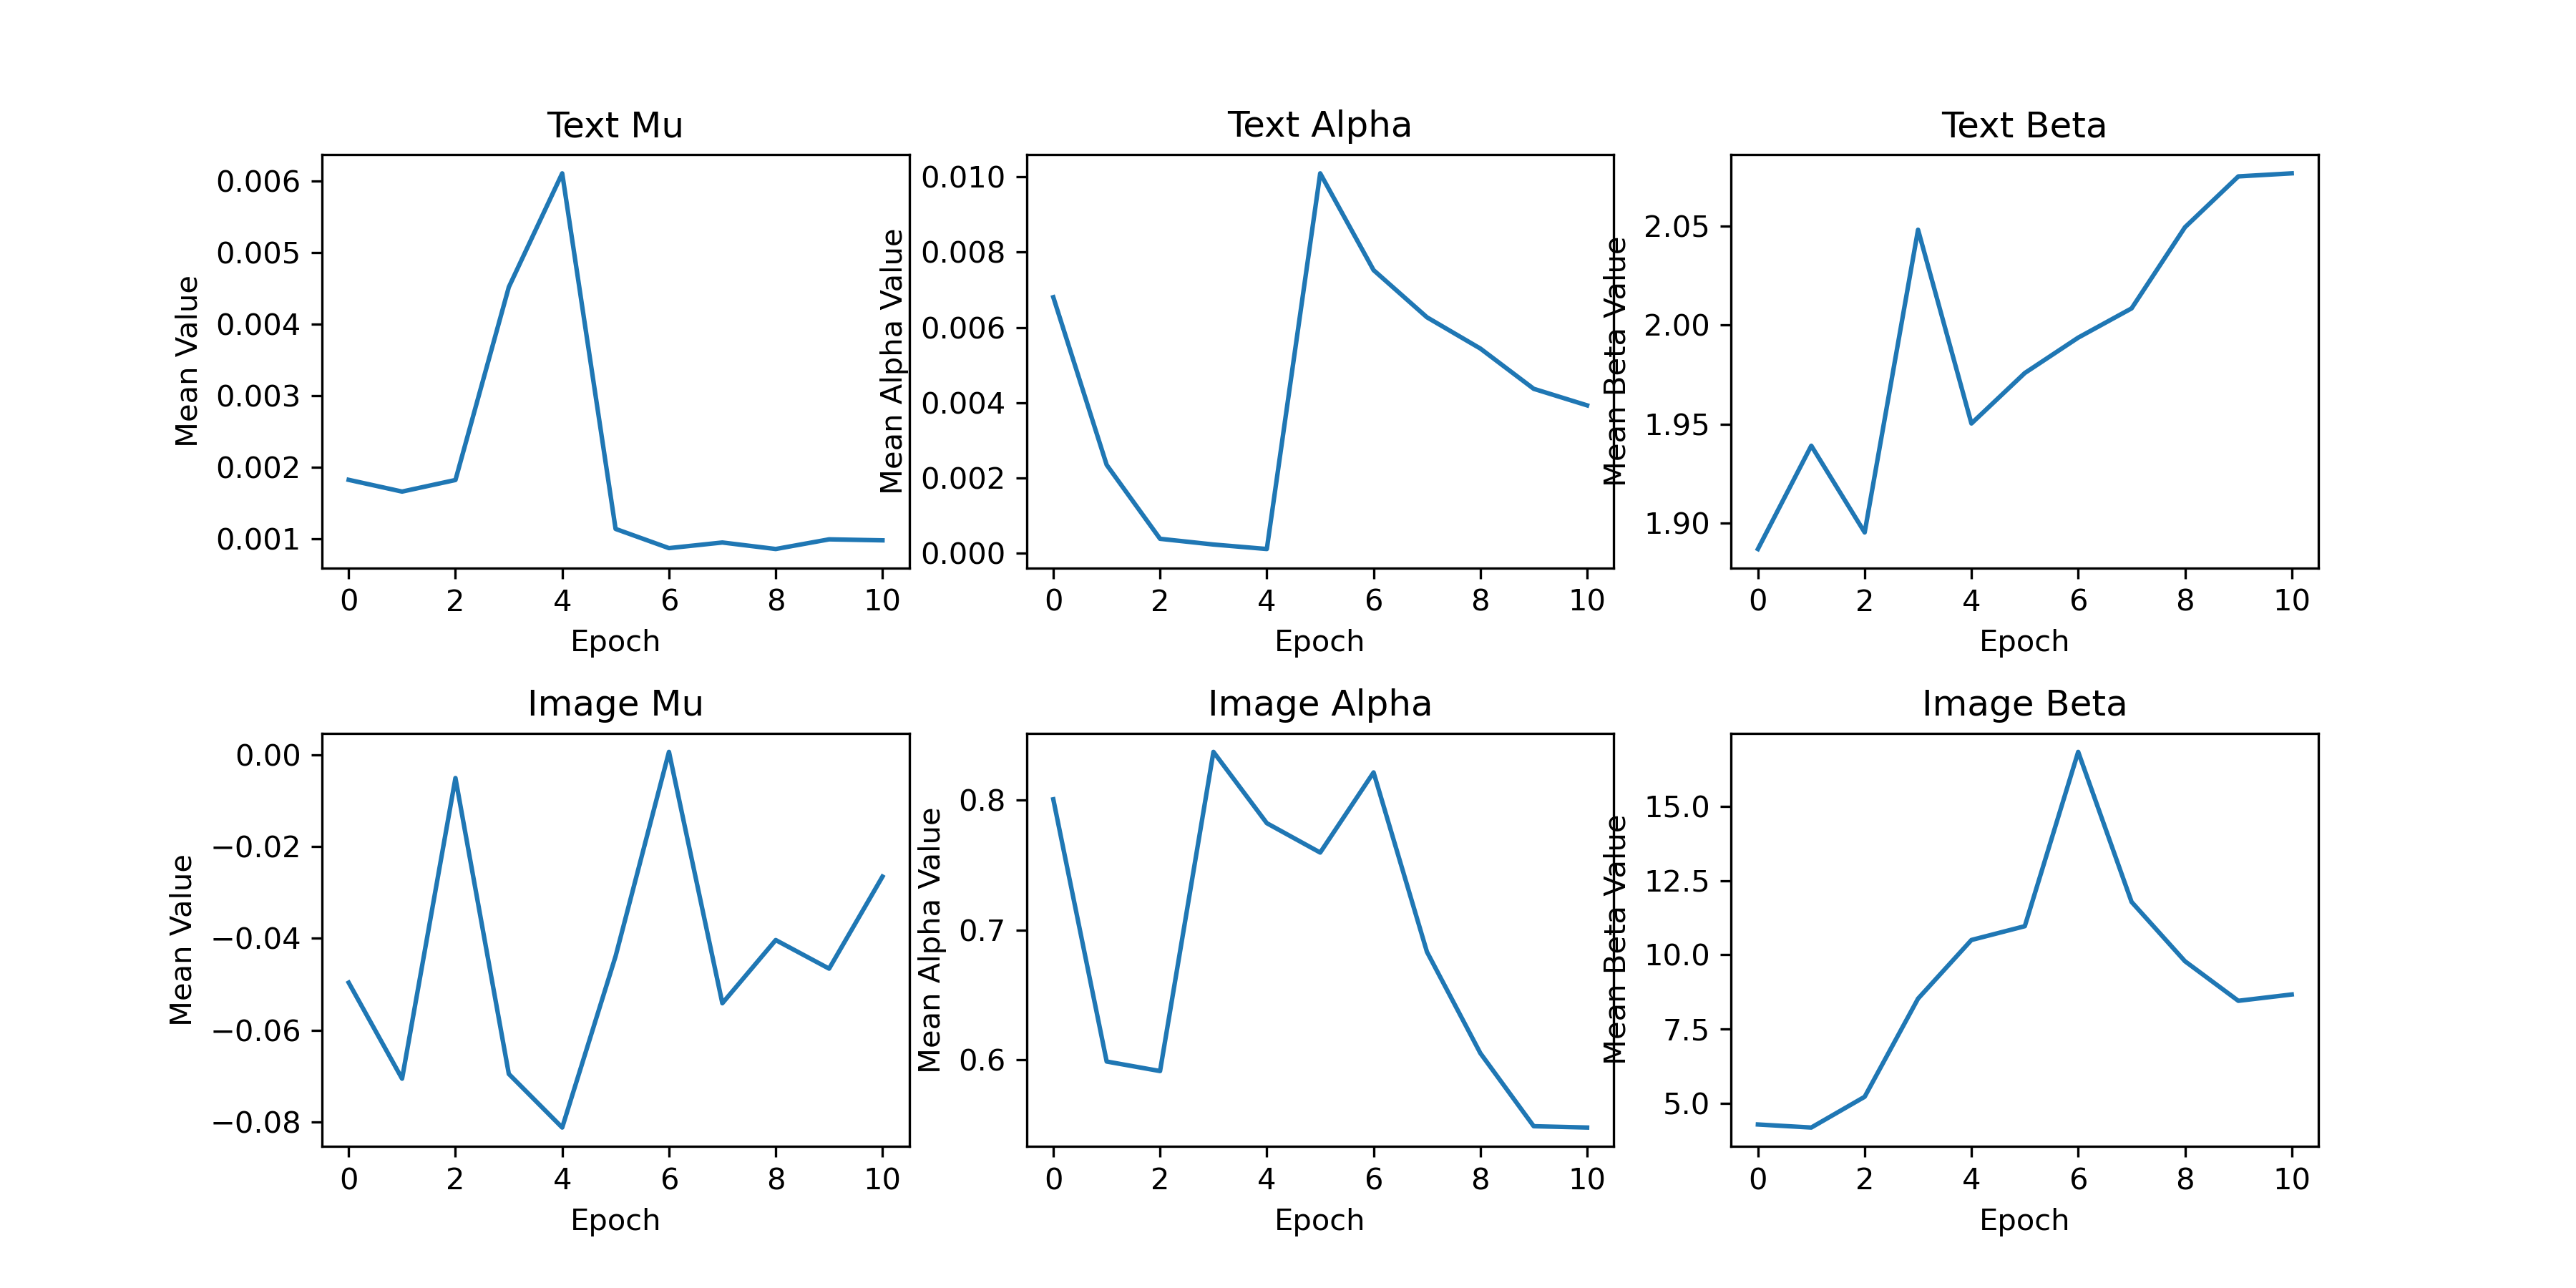 Text Mu
Mean Value
0.006
0.005
0.004
0.003
0.002
0.001
0 2 4 6 8 10
Epoch
Text Alpha
Mean Alpha Value
0.010
0.008
0.006
0.004
0.002
0.000
0 2 4 6 8 10
Epoch
Text Beta
Mean Beta Value
2.05
2.00
1.95
1.90
0 2 4 6 8 10
Epoch
Image Mu
Mean Value
0.00
−0.02
−0.04
−0.06
−0.08
0 2 4 6 8 10
Epoch
Image Alpha
Mean Alpha Value
0.8
0.7
0.6
0 2 4 6 8 10
Epoch
Image Beta
Mean Beta Value
15.0
12.5
10.0
7.5
5.0
0 2 4 6 8 10
Epoch